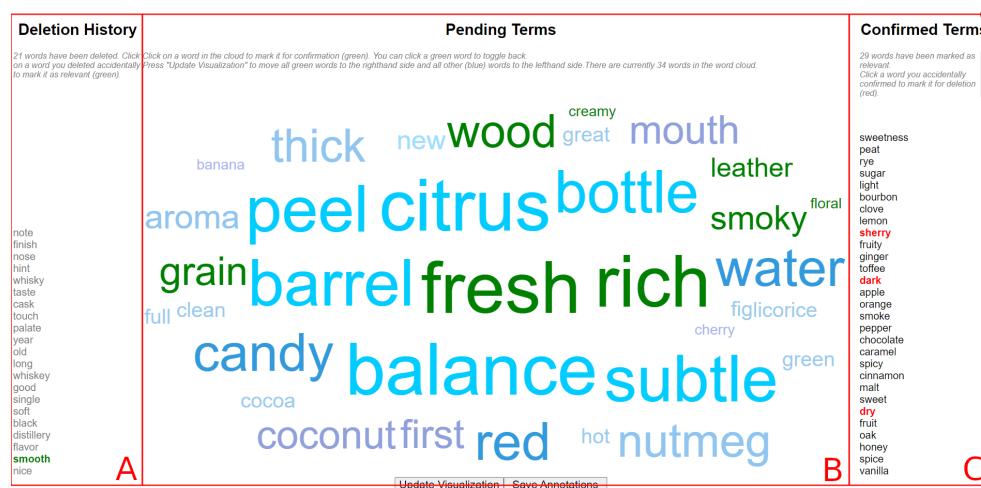 Deletion History
21 words have been deleted. Click
on a word you deleted accidentally
to mark it as relevant (green).
note
finish
nose
hint
whisky
taste
cask
touch
palate
year
old
long
whiskey
good
single
soft
black
distillery
flavor
smooth
nice
A
Pending Terms
Click on a word in the cloud to mark it for confirmation (green). You can click a green word to toggle back.
Press "Update Visualization" to move all green words to the righthand side and all other (blue) words to the lefthand side.There are currently 34 words in the word cloud.
creamy
thick new wood great mouth
banana leather
aroma peel citrus bottle smoky floral
grain barrel fresh rich water
full clean figlicorice
cherry
candy balance subtle green
cocoa
coconut first red hot nutmeg
B
Update Visualization Save Annotations
Confirmed Terms
29 words have been marked as
relevant.
Click a word you accidentally
confirmed to mark it for deletion
(red).
sweetness
peat
rye
sugar
light
bourbon
clove
lemon
sherry
fruity
ginger
toffee
dark
apple
orange
smoke
pepper
chocolate
caramel
spicy
cinnamon
malt
sweet
dry
fruit
oak
honey
spice
vanilla
C